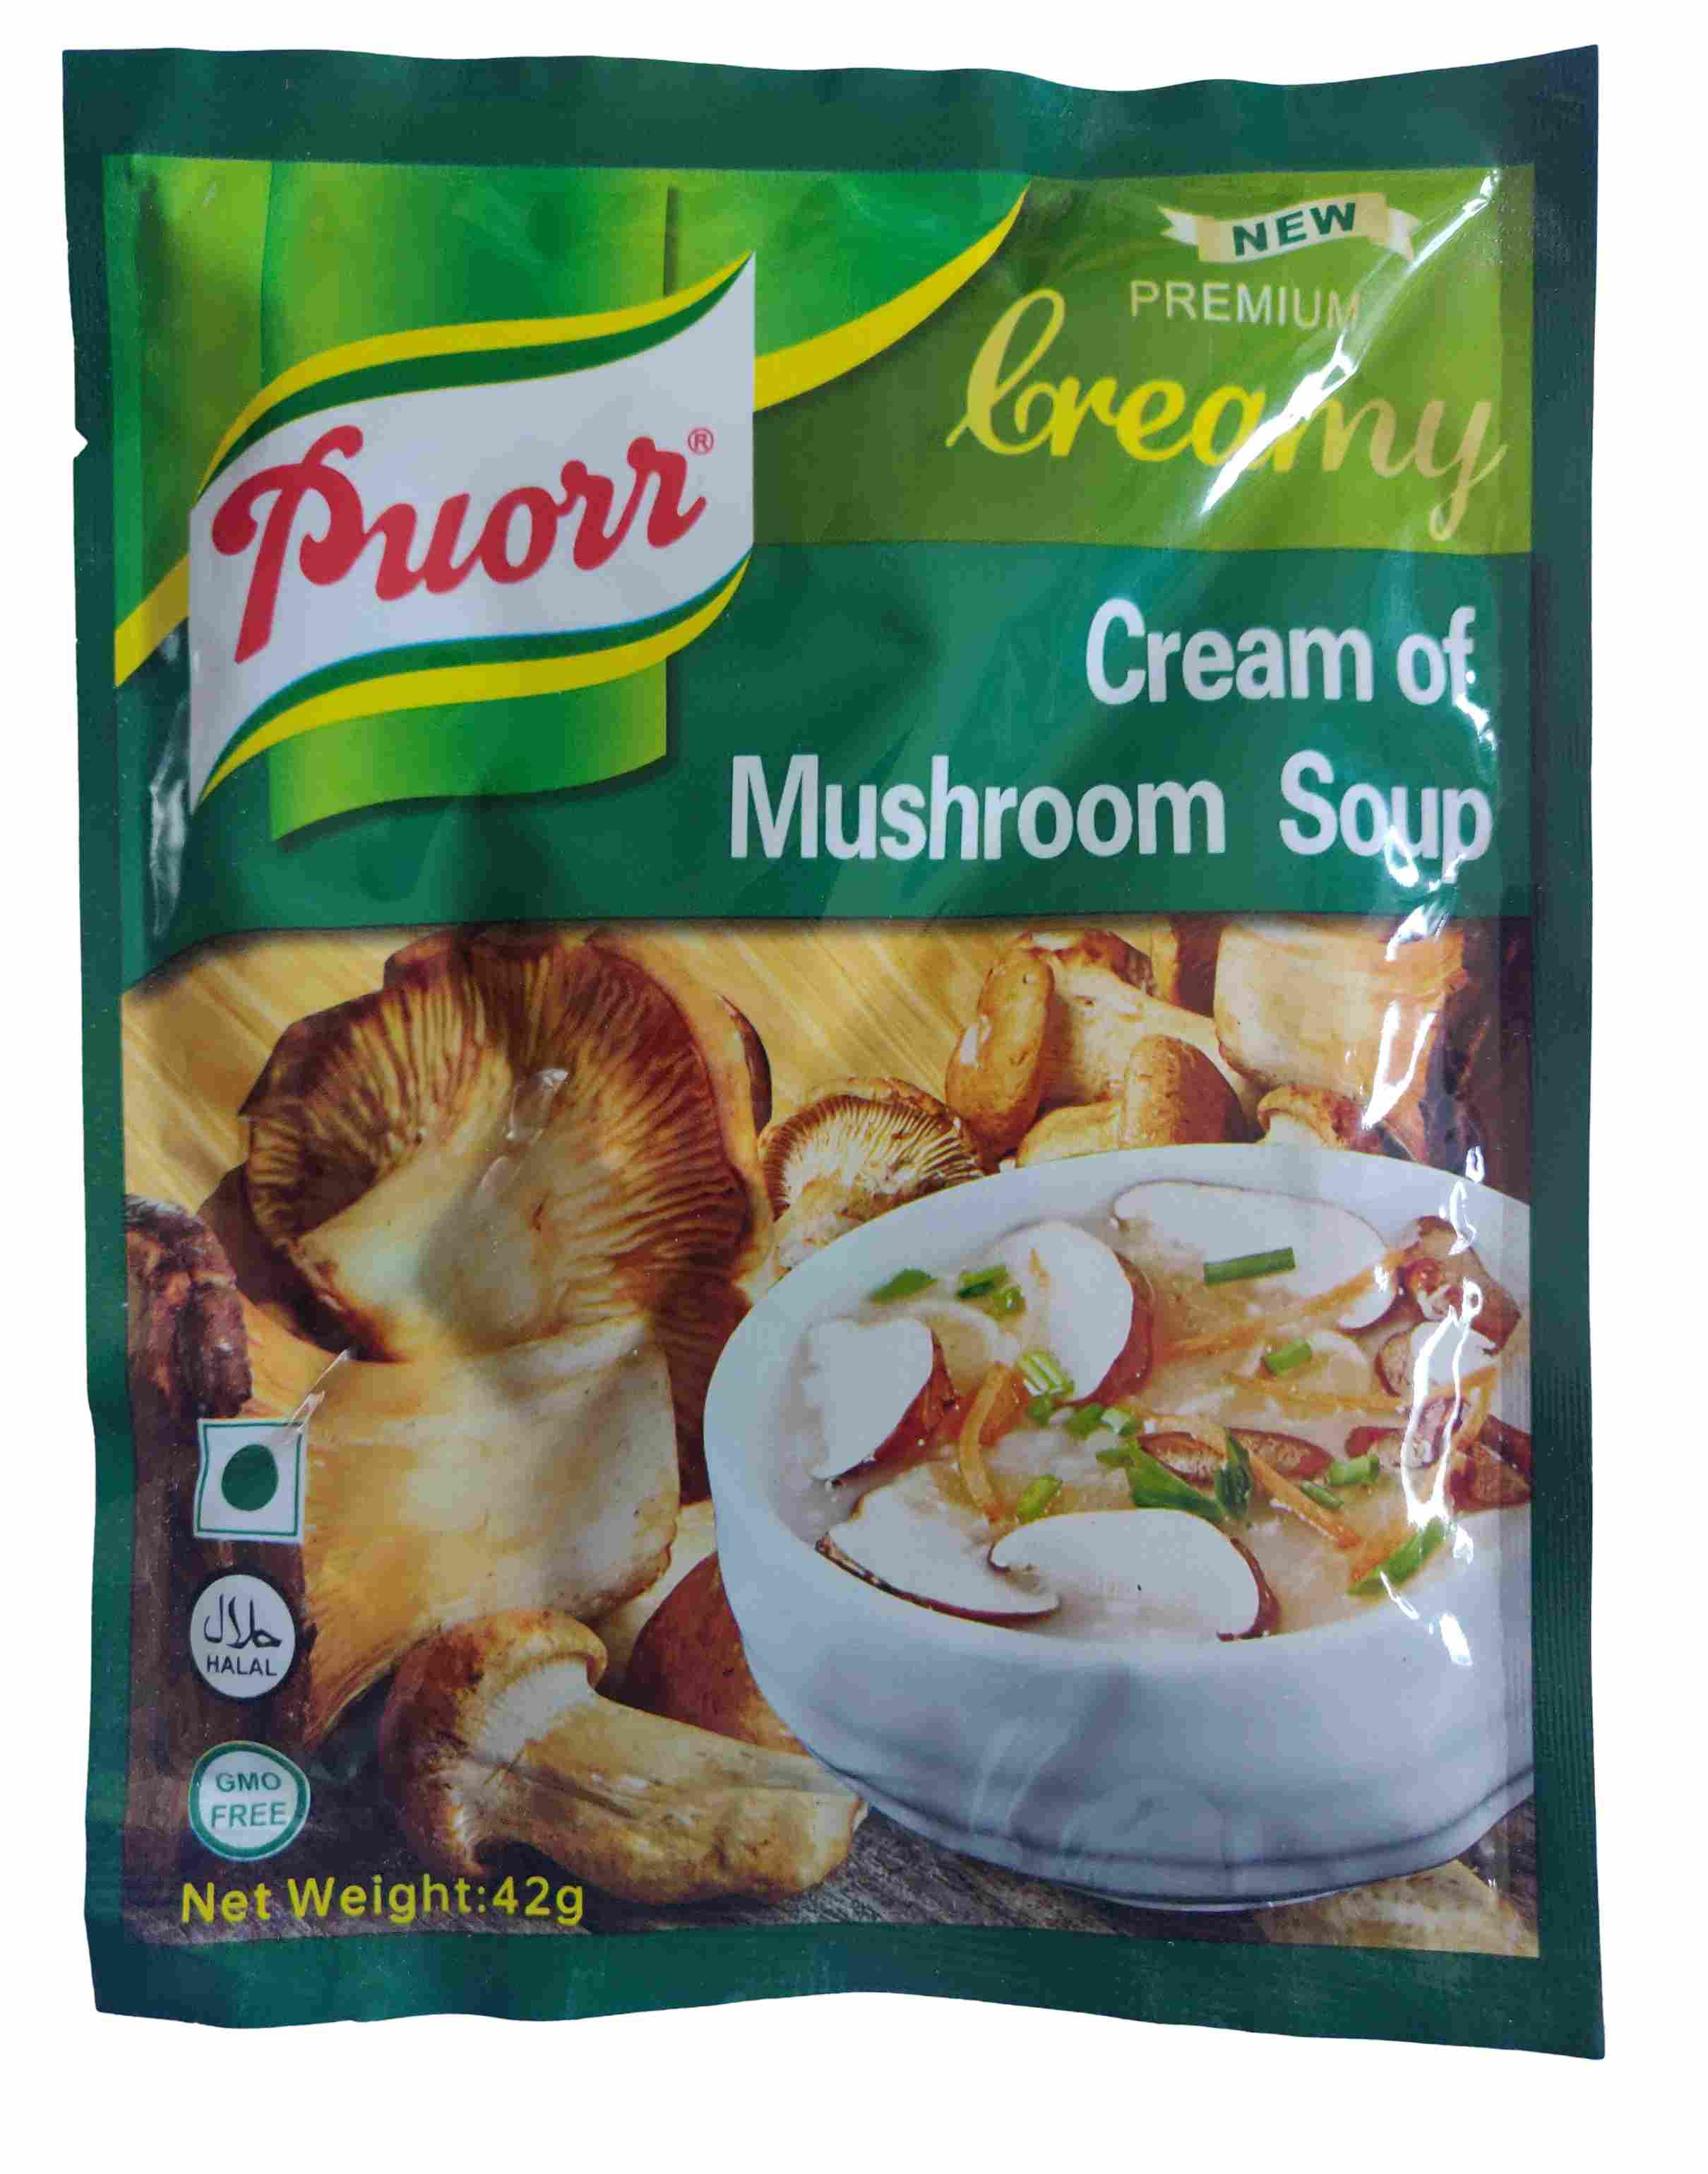 NEW
PREMIUM
Creamy
Puorr®
Cream of
Mushroom Soup
حلال
HALAL
GMO
FREE
Net Weight:42g